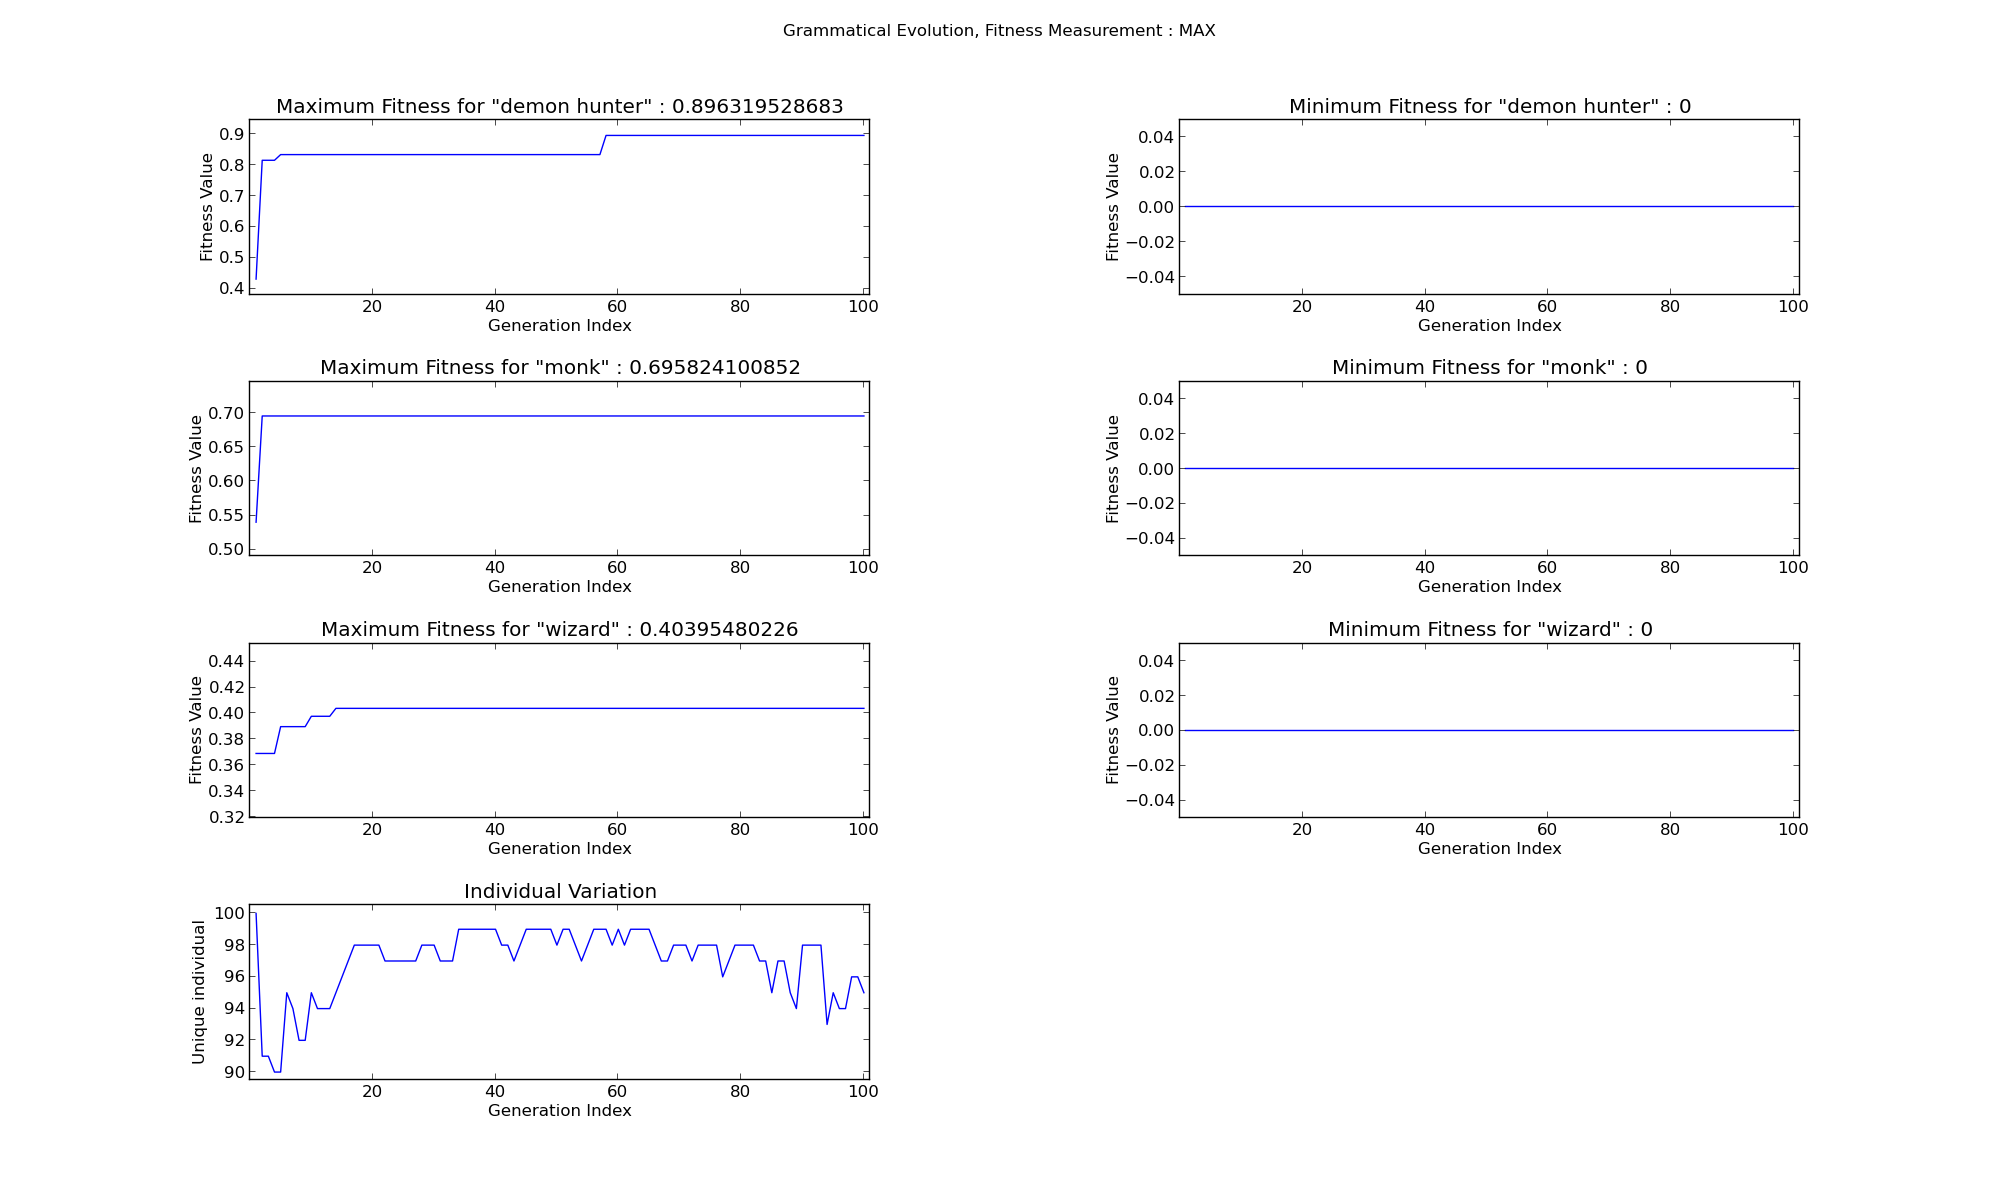 Grammatical Evolution, Fitness Measurement : MAX
Maximum Fitness for "demon hunter" : 0.896319528683
Fitness Value
0.9
0.8
0.7
0.6
0.5
0.4
20 40 60 80 100
Generation Index
Minimum Fitness for "demon hunter" : 0
Fitness Value
0.04
0.02
0.00
−0.02
−0.04
20 40 60 80 100
Generation Index
Maximum Fitness for "monk" : 0.695824100852
Fitness Value
0.70
0.65
0.60
0.55
0.50
20 40 60 80 100
Generation Index
Minimum Fitness for "monk" : 0
Fitness Value
0.04
0.02
0.00
−0.02
−0.04
20 40 60 80 100
Generation Index
Maximum Fitness for "wizard" : 0.40395480226
Fitness Value
0.44
0.42
0.40
0.38
0.36
0.34
0.32
20 40 60 80 100
Generation Index
Minimum Fitness for "wizard" : 0
Fitness Value
0.04
0.02
0.00
−0.02
−0.04
20 40 60 80 100
Generation Index
Individual Variation
Unique individual
100
98
96
94
92
90
20 40 60 80 100
Generation Index